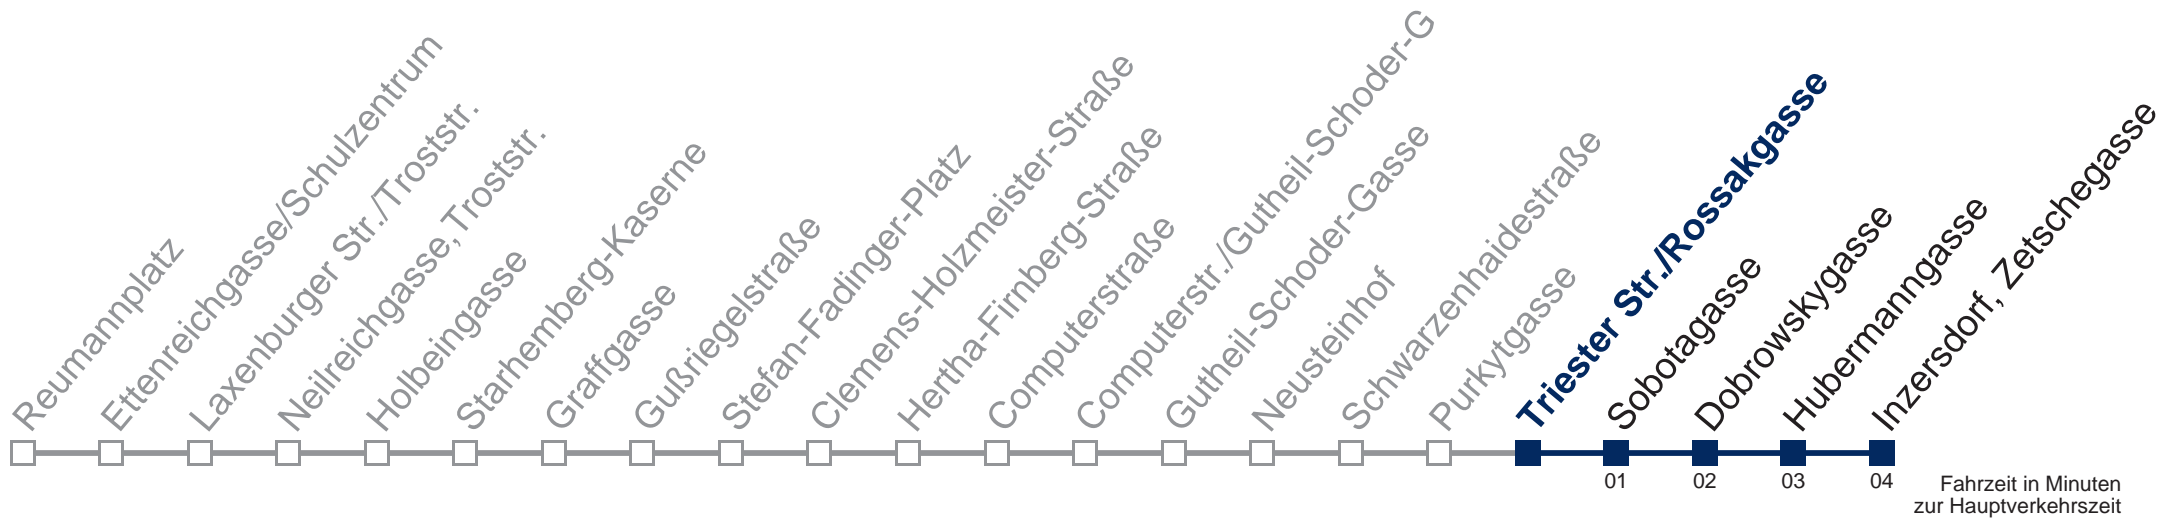 Reumannplatz
Ettenreichgasse/Schulzentrum
Laxenburger Str./Troststr.
Neilreichgasse, Troststr.
Holbeingasse
Starhemberg-Kaserne
Graffgasse
Gußriegelstraße
Stefan-Fadinger-Platz
Clemens-Holzmeister-Straße
Hertha-Firnberg-Straße
Computerstraße
Computerstr./Gutheil-Schoder-G
Gutheil-Schoder-Gasse
Neusteinhof
Schwarzenhaidestraße
Purkytgasse
Triester Str./Rossakgasse
Sobotagasse
Dobrowskygasse
Hubermanngasse
Inzersdorf, Zetschegasse
01 02 03 04
Fahrzeit in Minuten
zur Hauptverkehrszeit